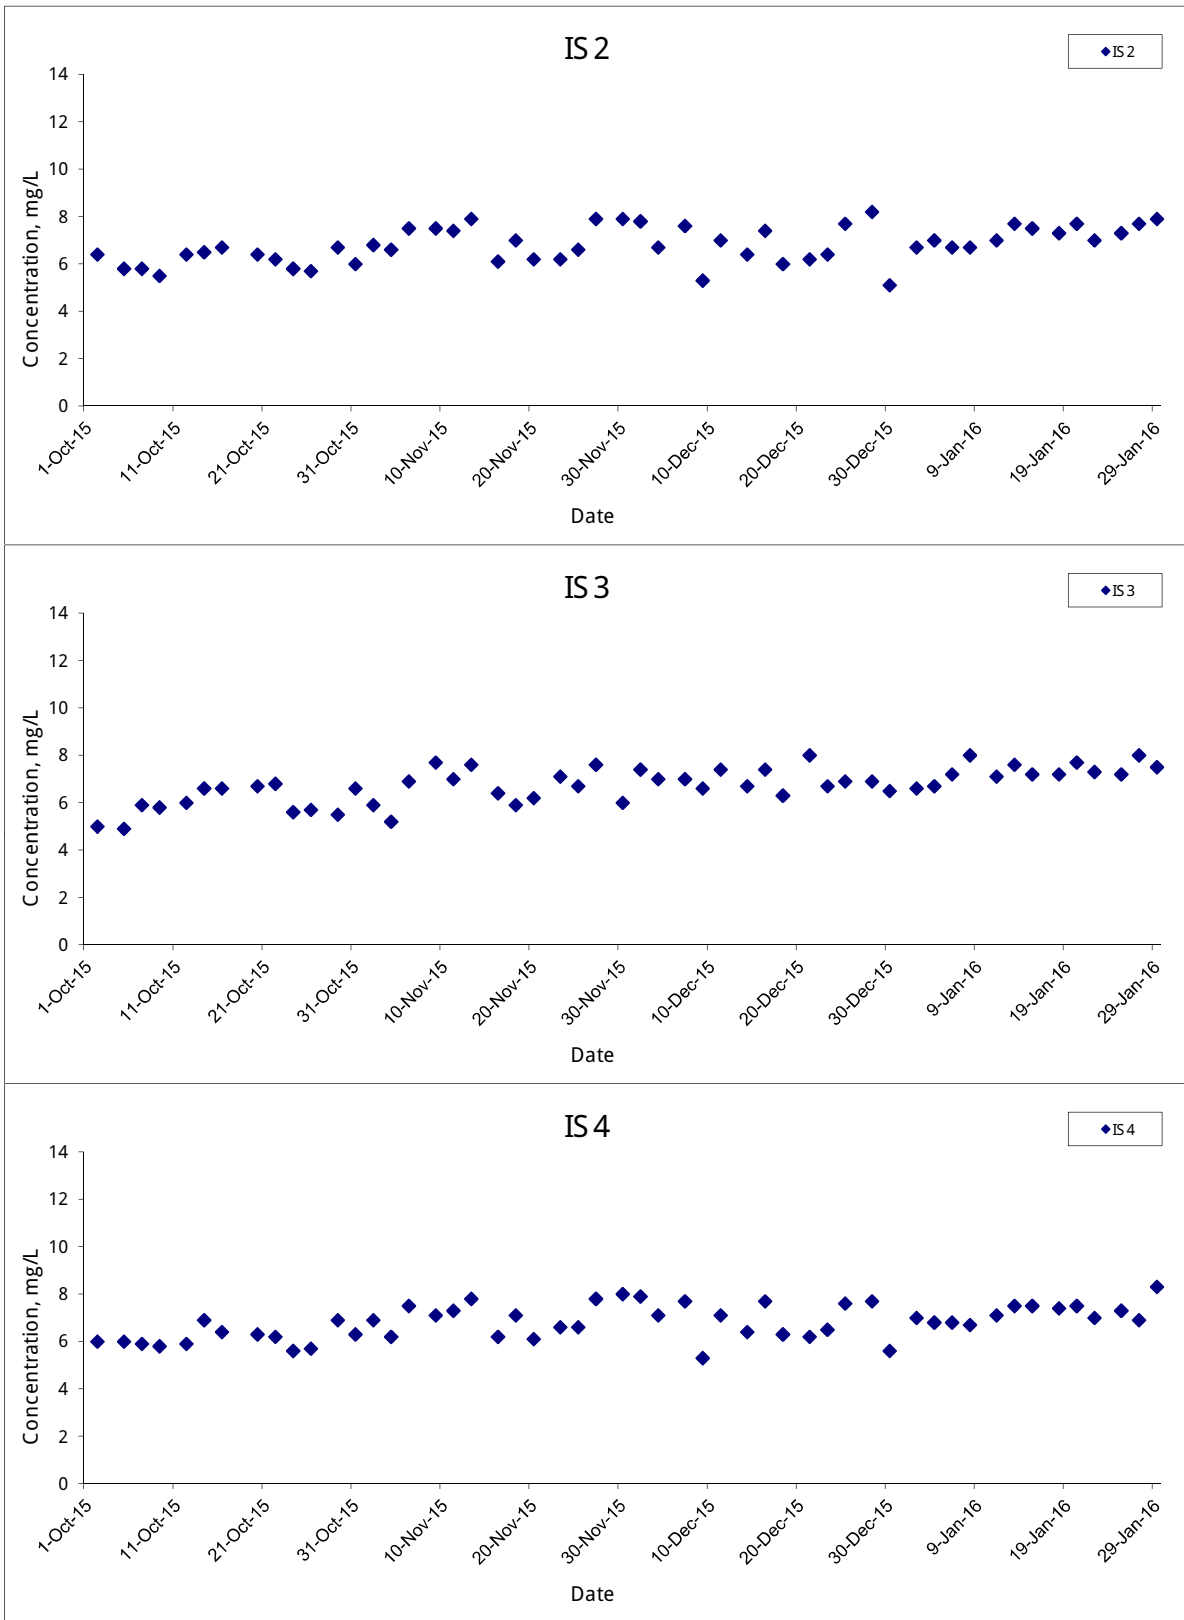 IS 2
IS 2
14
12
10
8
6
4
2
0
Concentration, mg/L
1-Oct-15
11-Oct-15
21-Oct-15
31-Oct-15
10-Nov-15
20-Nov-15
30-Nov-15
10-Dec-15
20-Dec-15
30-Dec-15
9-Jan-16
19-Jan-16
29-Jan-16
Date
IS 3
IS 3
14
12
10
8
6
4
2
0
Concentration, mg/L
1-Oct-15
11-Oct-15
21-Oct-15
31-Oct-15
10-Nov-15
20-Nov-15
30-Nov-15
10-Dec-15
20-Dec-15
30-Dec-15
9-Jan-16
19-Jan-16
29-Jan-16
Date
IS 4
IS 4
14
12
10
8
6
4
2
0
Concentration, mg/L
1-Oct-15
11-Oct-15
21-Oct-15
31-Oct-15
10-Nov-15
20-Nov-15
30-Nov-15
10-Dec-15
20-Dec-15
30-Dec-15
9-Jan-16
19-Jan-16
29-Jan-16
Date